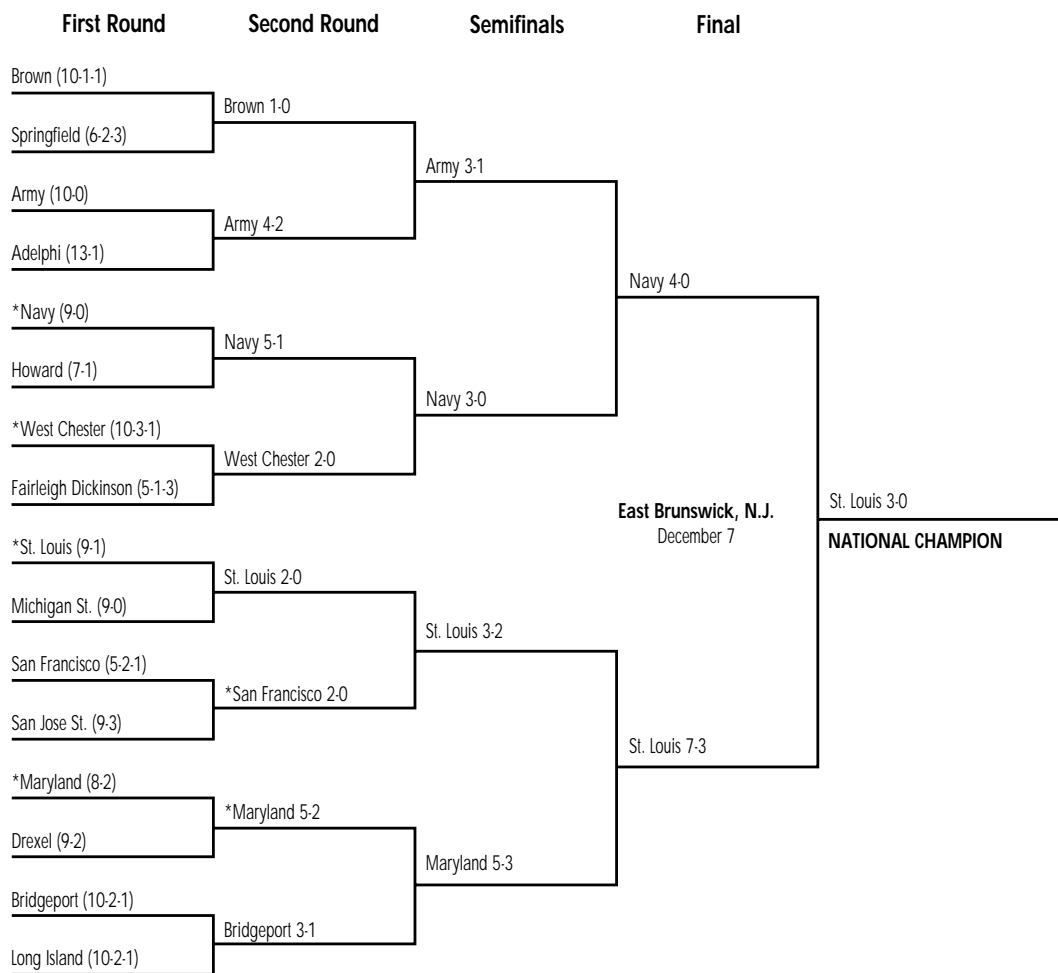 First Round
Second Round
Semifinals
Final
Brown (10-1-1)
Springfield (6-2-3)
Army (10-0)
Adelphi (13-1)
*Navy (9-0)
Howard (7-1)
*West Chester (10-3-1)
Fairleigh Dickinson (5-1-3)
*St. Louis (9-1)
Michigan St. (9-0)
San Francisco (5-2-1)
San Jose St. (9-3)
*Maryland (8-2)
Drexel (9-2)
Bridgeport (10-2-1)
Long Island (10-2-1)
Brown 1-0
Army 4-2
Navy 5-1
West Chester 2-0
St. Louis 2-0
*San Francisco 2-0
*Maryland 5-2
Bridgeport 3-1
Army 3-1
Navy 3-0
St. Louis 3-2
Maryland 5-3
Navy 4-0
St. Louis 7-3
East Brunswick, N.J.
December 7
St. Louis 3-0
NATIONAL CHAMPION